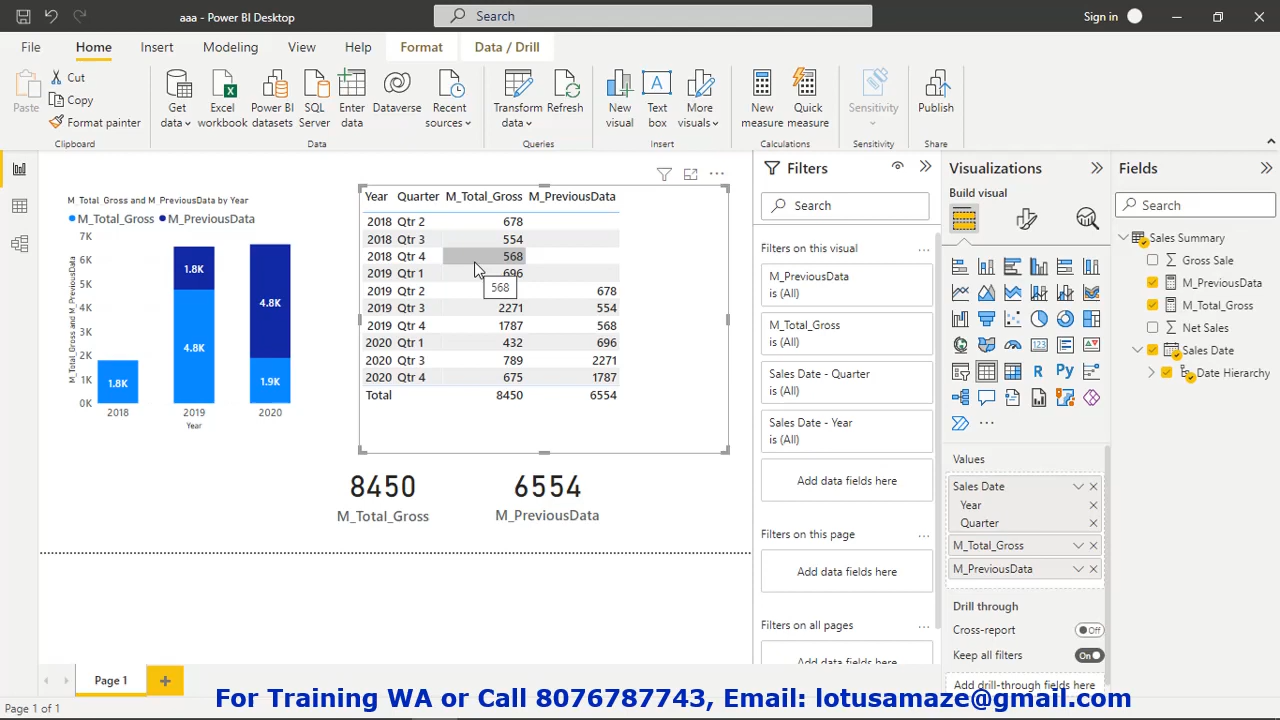 aaa - Power BI Desktop
Search
Sign in
File
Home
Insert
Modeling
View
Help
Format
Data / Drill
Paste
Cut
Copy
Format painter
Get data
Excel workbook
Power BI datasets
SQL Server
Enter data
Dataverse
Recent sources
Transform data
Refresh
New visual
Text box
More visuals
New measure
Quick measure
Sensitivity
Publish
Clipboard
Data
Queries
Insert
Calculations
Sensitivity
Share
M_Total_Gross and M_PreviousData by Year
M_Total_Gross M_PreviousData
M_Total_Gross and M_PreviousData
7K
6K
5K
4K
3K
2K
1K
0K
1.8K
1.8K
4.8K
4.8K
1.9K
2018 2019 2020
Year
Year Quarter M_Total_Gross M_PreviousData
2018 Qtr 2 678
2018 Qtr 3 554
2018 Qtr 4 568
2019 Qtr 1 696
568
2019 Qtr 2 678
2019 Qtr 3 2271 554
2019 Qtr 4 1787 568
2020 Qtr 1 432 696
2020 Qtr 3 789 2271
2020 Qtr 4 675 1787
Total 8450 6554
8450
M_Total_Gross
6554
M_PreviousData
Filters
Search
Filters on this visual
M_PreviousData
is (All)
M_Total_Gross
is (All)
Sales Date - Quarter
is (All)
Sales Date - Year
is (All)
Add data fields here
Filters on this page
Add data fields here
Filters on all pages
Add data fields here
Visualizations
Build visual
123
R
Py
Values
Sales Date
Year
Quarter
M_Total_Gross
M_PreviousData
Drill through
Cross-report
Off
Keep all filters
On
Add drill-through fields here
Fields
Search
Sales Summary
Gross Sale
M_PreviousData
M_Total_Gross
Net Sales
Sales Date
Date Hierarchy
Page 1
Page 1 of 1
For Training WA or Call 8076787743, Email: lotusamaze@gmail.com